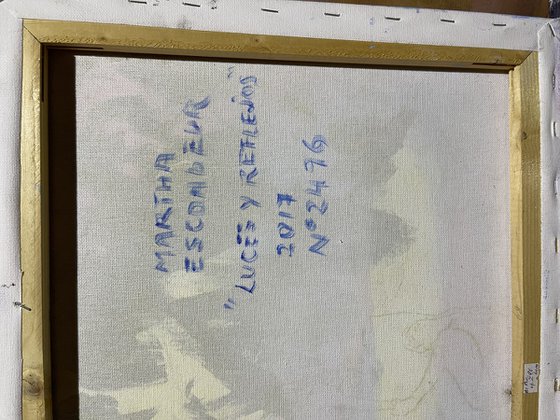 MARTHA
ESCONDEUR
"LUCES Y REFLEJOS"
2017
Nº2476